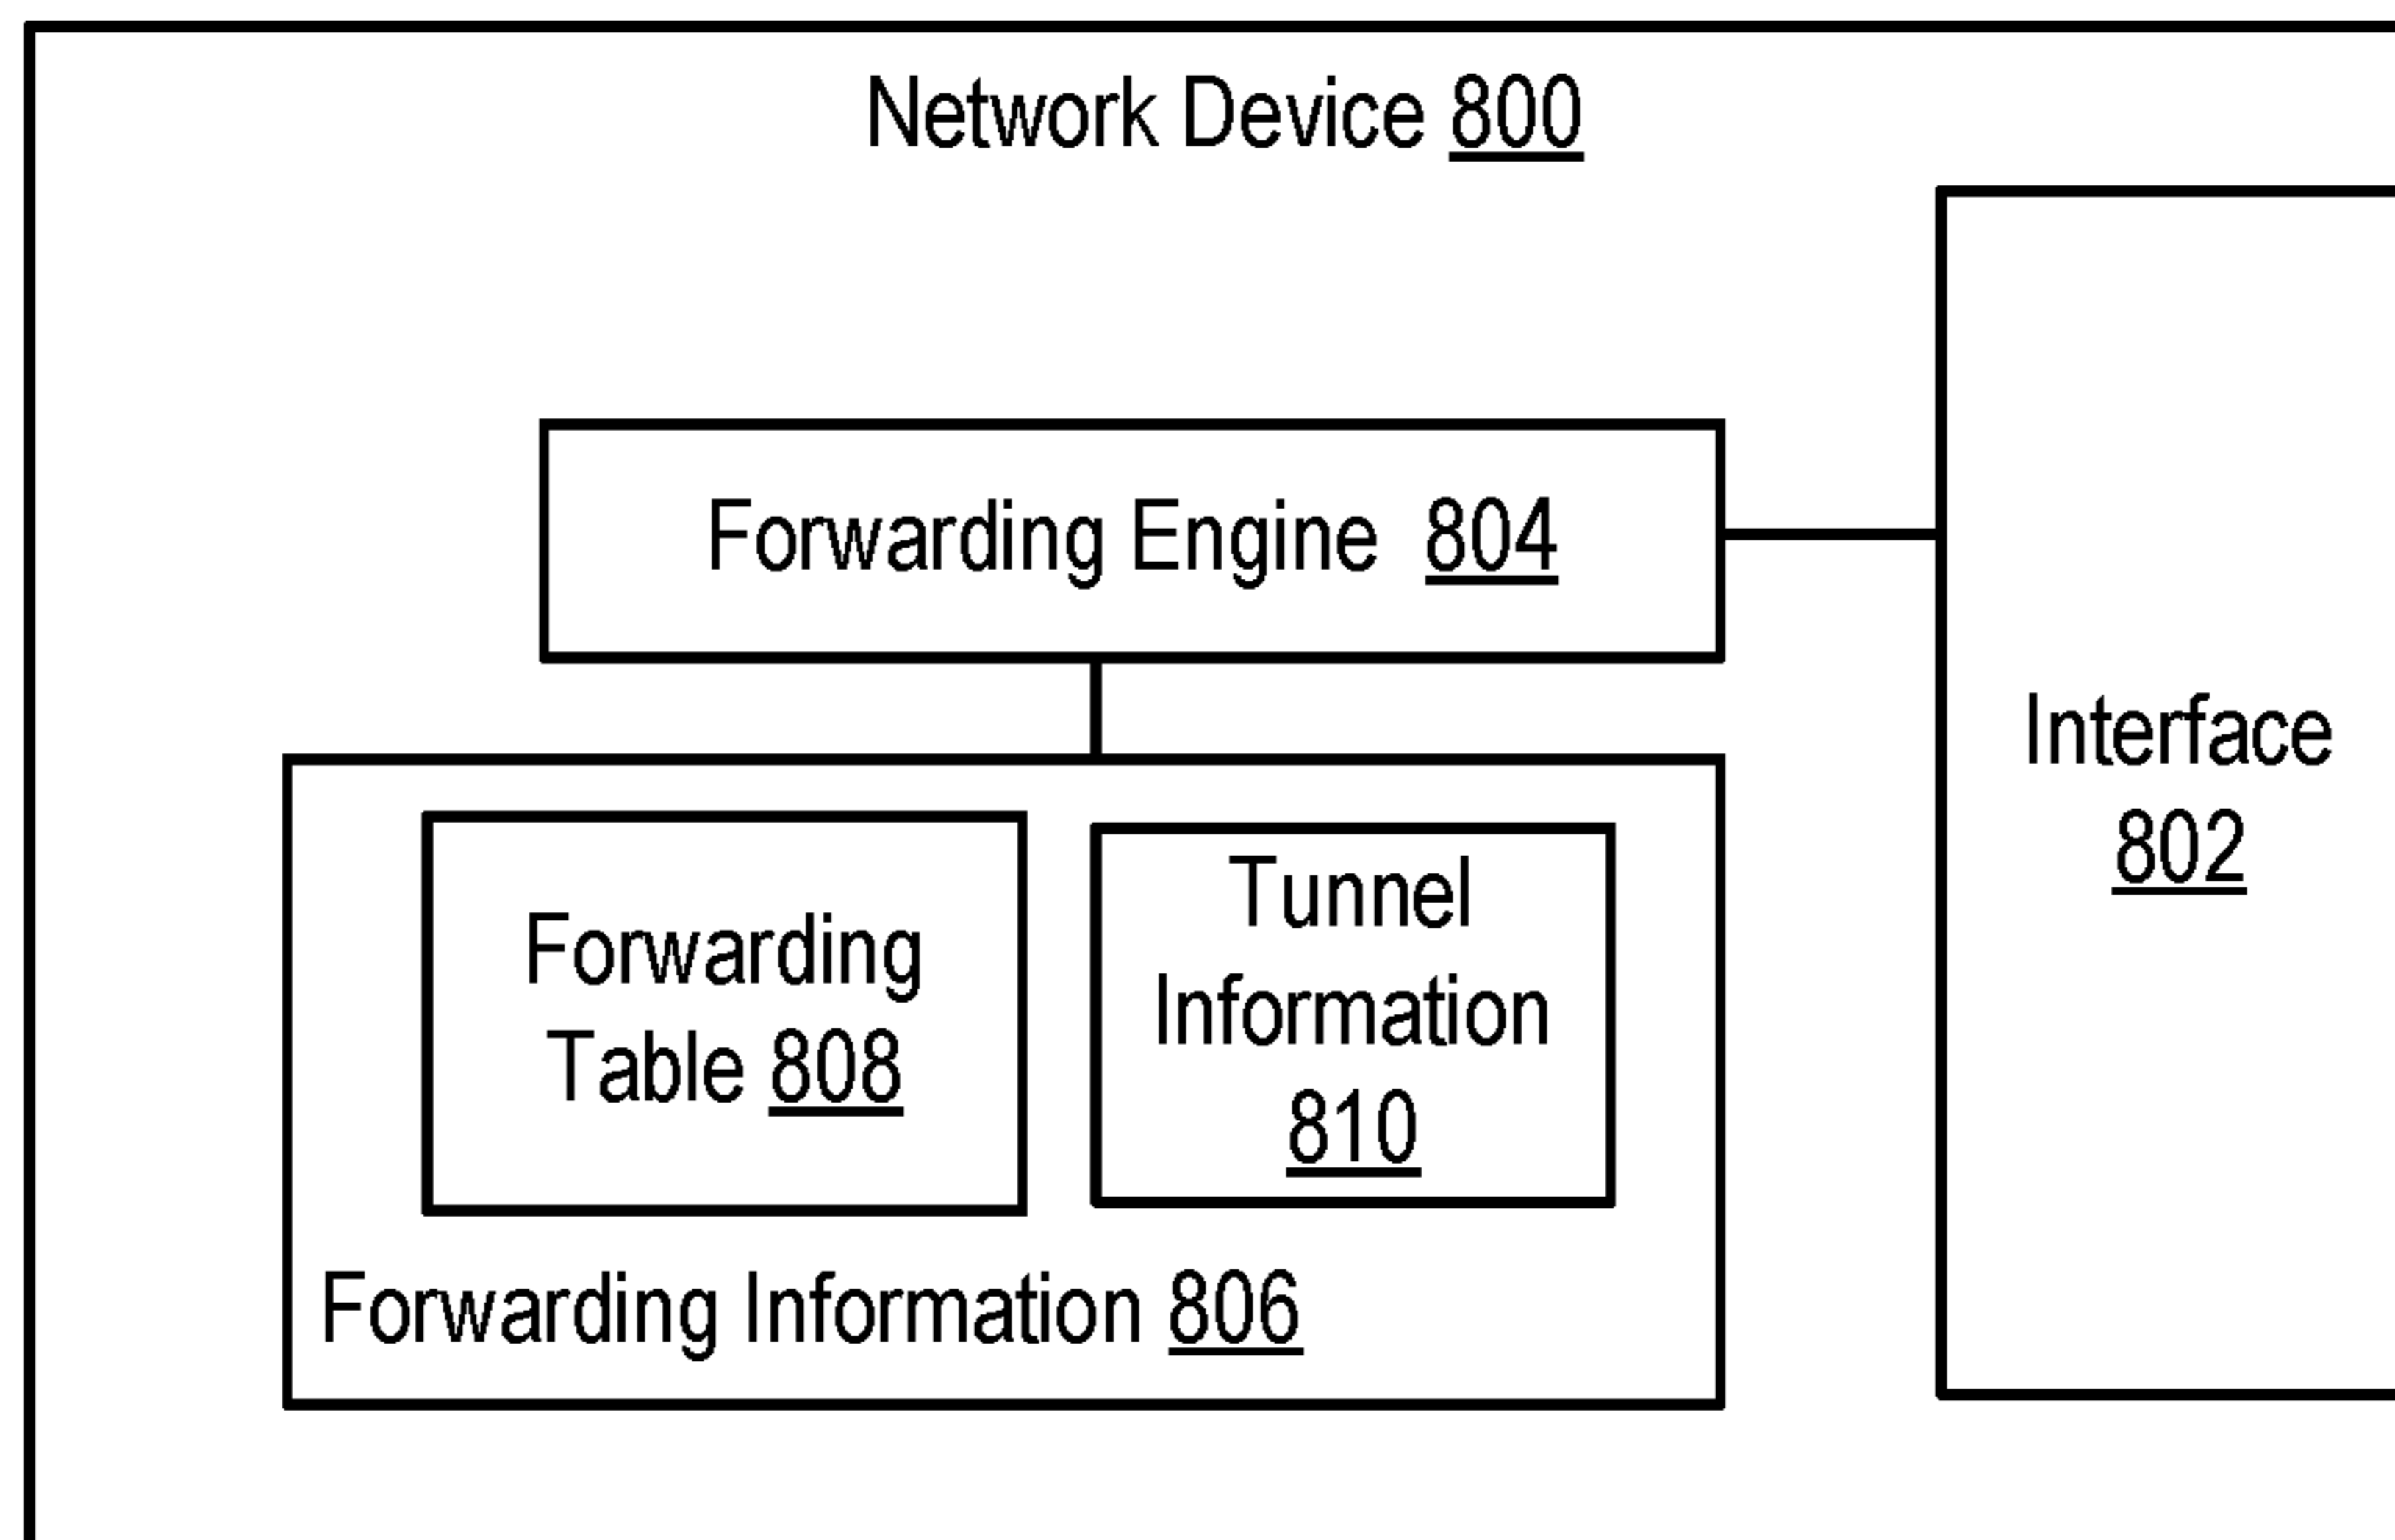 Network Device 800
Forwarding Engine 804
Interface
802
Forwarding
Table 808
Tunnel
Information
810
Forwarding Information 806